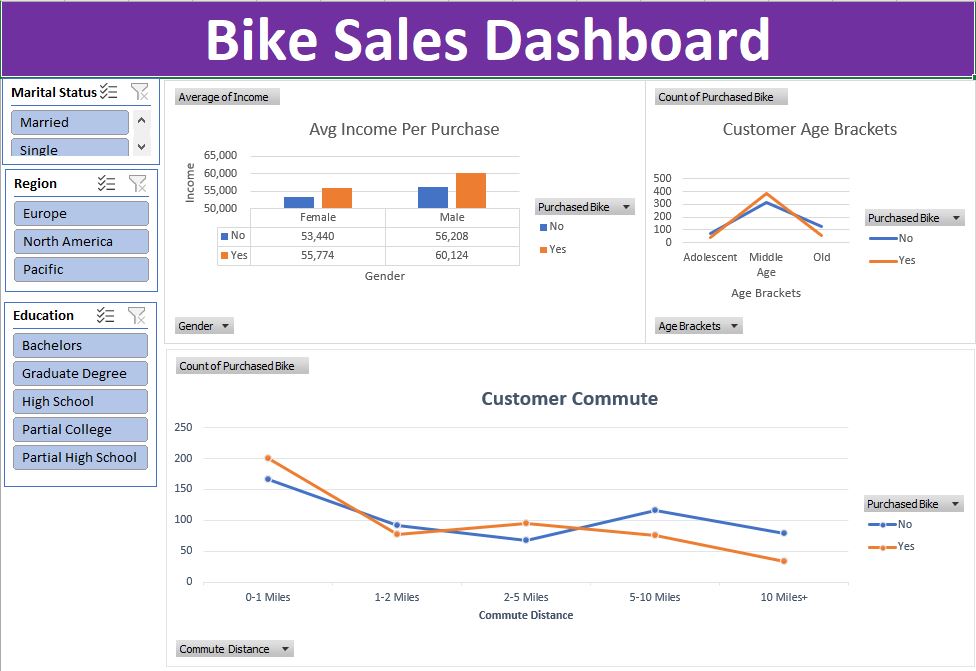 Bike Sales Dashboard
Marital Status
Married
Single
Region
Europe
North America
Pacific
Education
Bachelors
Graduate Degree
High School
Partial College
Partial High School
Average of Income
Avg Income Per Purchase
Income
65,000
60,000
55,000
50,000
Female Male
No 53,440 56,208
Yes 55,774 60,124
Gender
Purchased Bike
No
Yes
Gender
Count of Purchased Bike
Customer Age Brackets
500
400
300
200
100
0
Adolescent Middle Old
Age
Age Brackets
Purchased Bike
No
Yes
Age Brackets
Count of Purchased Bike
Customer Commute
250
200
150
100
50
0
0-1 Miles 1-2 Miles 2-5 Miles 5-10 Miles 10 Miles+
Commute Distance
Purchased Bike
No
Yes
Commute Distance